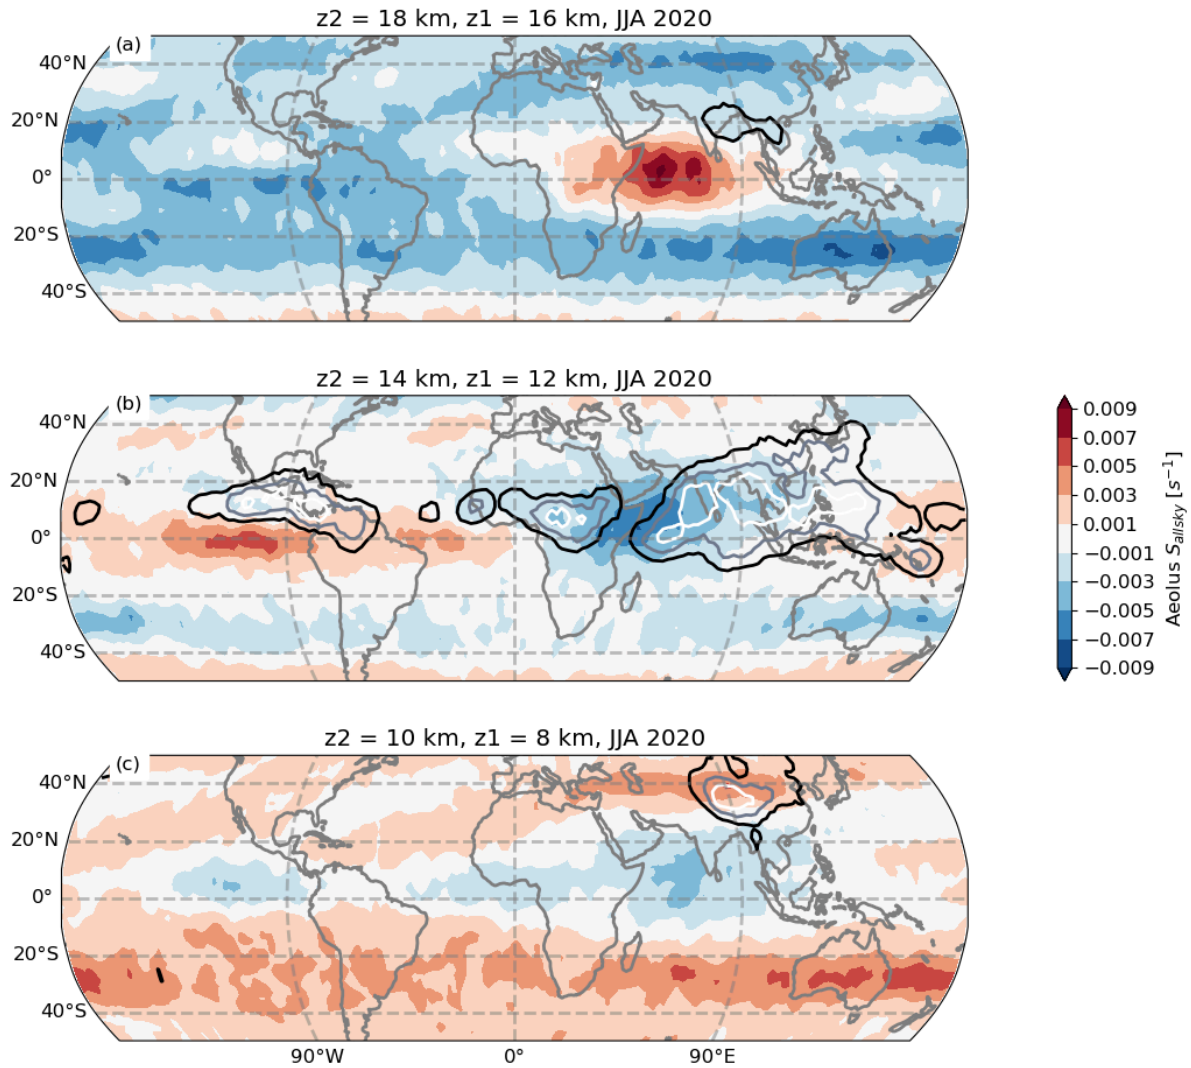 z2 = 18 km, z1 = 16 km, JJA 2020
(a)
40°N
20°N
0°
20°S
40°S
z2 = 14 km, z1 = 12 km, JJA 2020
(b)
40°N
20°N
0°
20°S
40°S
0.009
0.007
0.005
0.003
0.001
−0.001
−0.003
−0.005
−0.007
−0.009
Aeolus S_allsky [s⁻¹]
z2 = 10 km, z1 = 8 km, JJA 2020
(c)
40°N
20°N
0°
20°S
40°S
90°W 0° 90°E